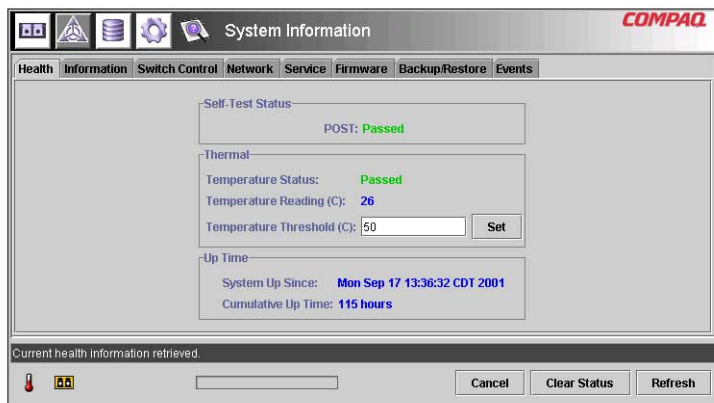 System Information
COMPAQ
Health Information Switch Control Network Service Firmware Backup/Restore Events
Self-Test Status
POST: Passed
Thermal
Temperature Status: Passed
Temperature Reading (C): 26
Temperature Threshold (C): 50 Set
Up Time
System Up Since: Mon Sep 17 13:36:32 CDT 2001
Cumulative Up Time: 115 hours
Current health information retrieved.
Cancel Clear Status Refresh